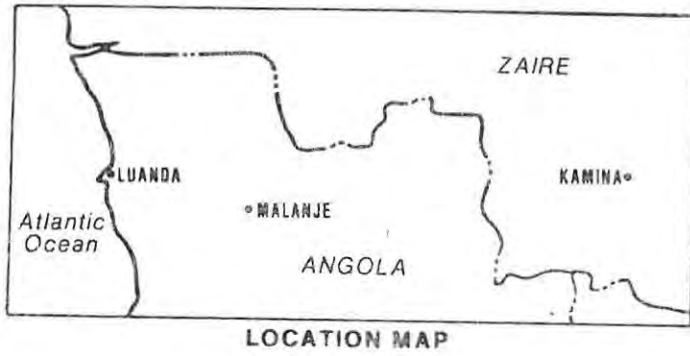 ZAIRE
LUANDA
KAMINA
MALANJE
Atlantic
Ocean
ANGOLA
LOCATION MAP